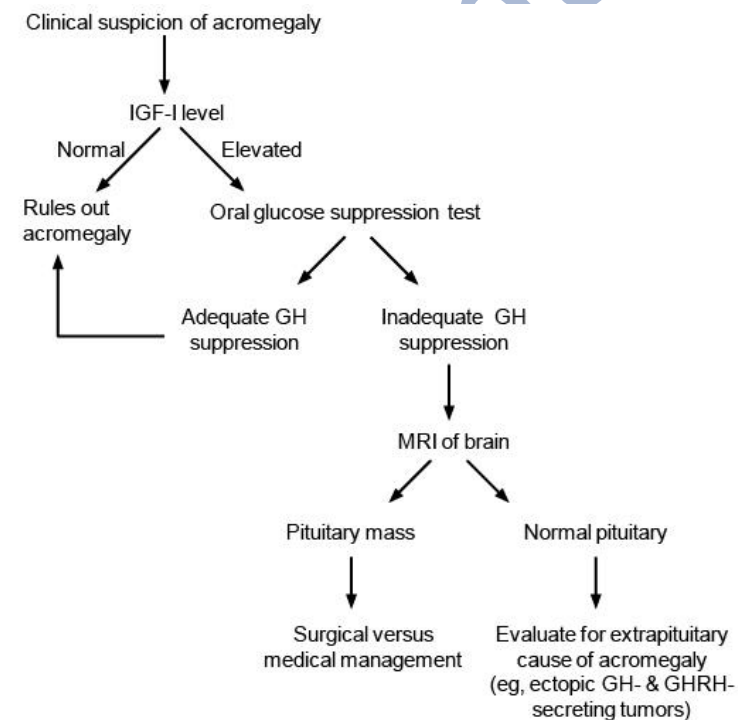 Clinical suspicion of acromegaly
IGF-I level
Normal
Elevated
Rules out
acromegaly
Oral glucose suppression test
Adequate GH
suppression
Inadequate GH
suppression
MRI of brain
Pituitary mass
Normal pituitary
Surgical versus
medical management
Evaluate for extrapituitary
cause of acromegaly
(eg, ectopic GH- & GHRH-
secreting tumors)